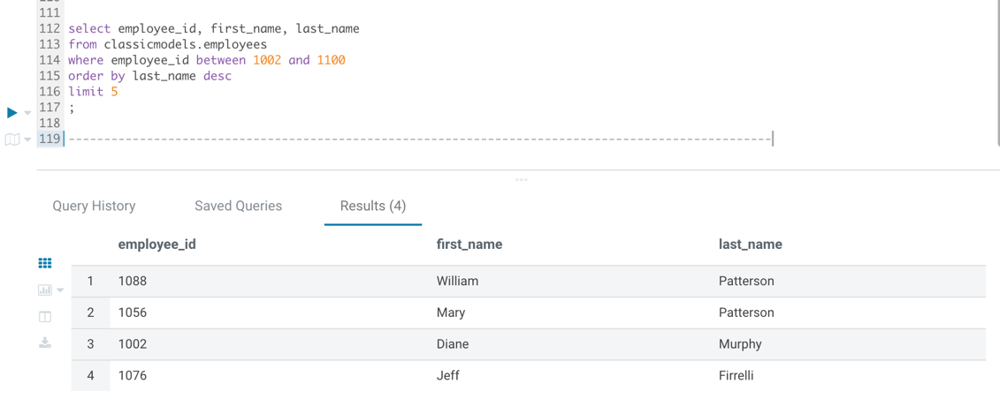 111
112 select employee_id, first_name, last_name
113 from classicmodels.employees
114 where employee_id between 1002 and 1100
115 order by last_name desc
116 limit 5
117 ;
118
119 --------------------------------------------------------------------------------------------------
Query History Saved Queries Results (4)
employee_id first_name last_name
1 1088 William Patterson
2 1056 Mary Patterson
3 1002 Diane Murphy
4 1076 Jeff Firrelli